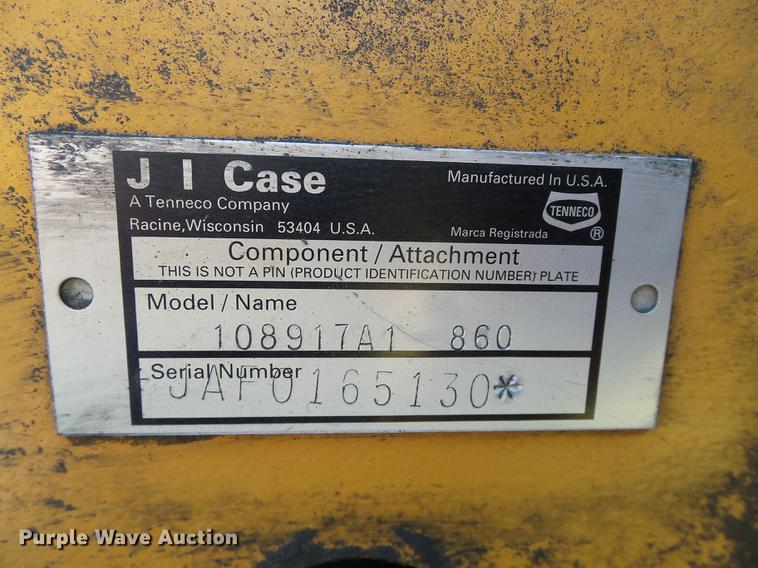 J I Case
A Tenneco Company
Racine, Wisconsin 53404 U.S.A.
Manufactured In U.S.A.
TENNECO
Marca Registrada ®
Component / Attachment
THIS IS NOT A PIN (PRODUCT IDENTIFICATION NUMBER) PLATE
Model / Name
108917A1 860
Serial Number
JAF0165130*
Purple Wave Auction